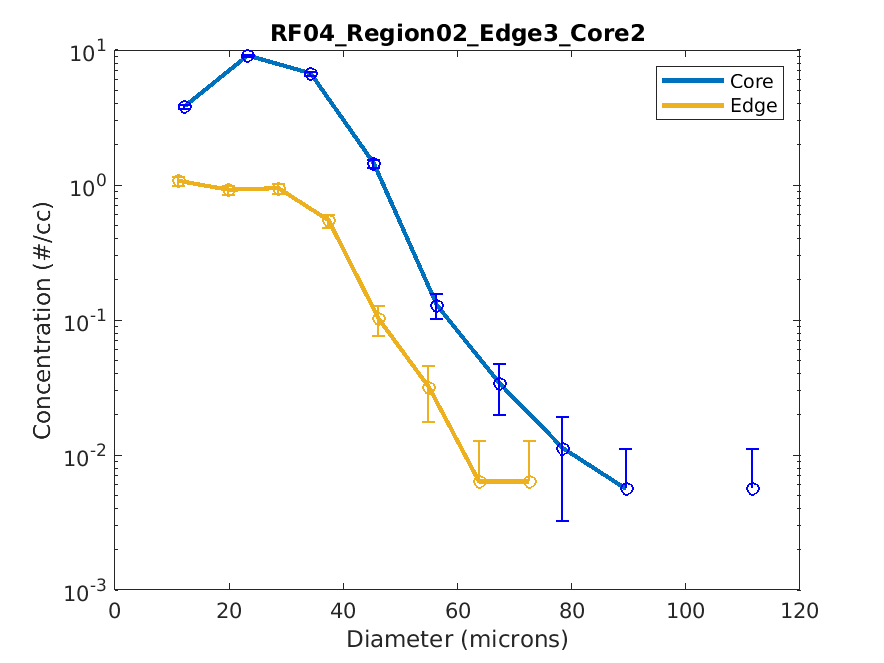 RF04_Region02_Edge3_Core2
10^1
10^0
10^-1
10^-2
10^-3
Concentration (#/cc)
Core
Edge
0 20 40 60 80 100 120
Diameter (microns)